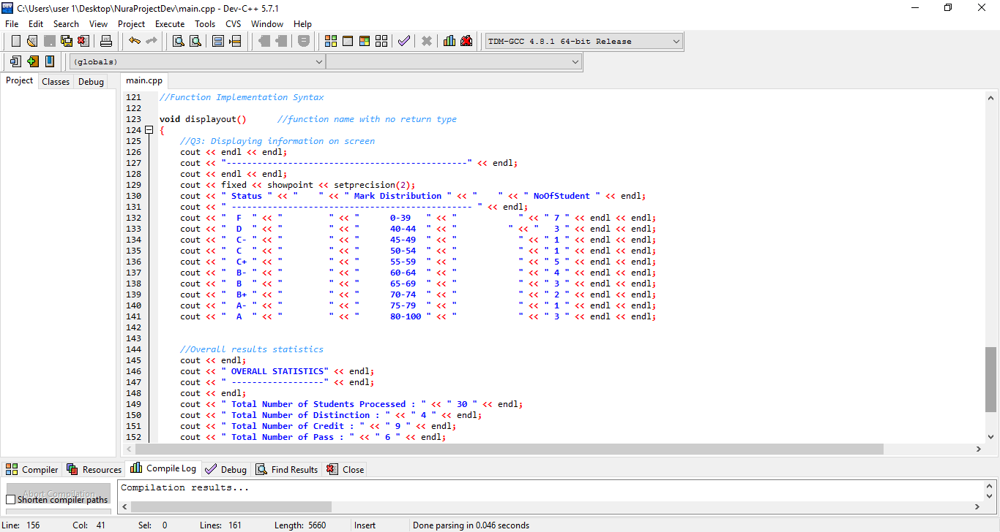 C:\Users\user 1\Desktop\NuraProjectDev\main.cpp - Dev-C++ 5.7.1
File Edit Search View Project Execute Tools CVS Window Help
TDM-GCC 4.8.1 64-bit Release
(globals)
Project Classes Debug
main.cpp
121 //Function Implementation Syntax
122
123 void displayout()      //function name with no return type
124 {
125     //Q3: Displaying information on screen
126     cout << endl << endl;
127     cout << "-----------------------------------------------" << endl;
128     cout << endl << endl;
129     cout << fixed << showpoint << setprecision(2);
130     cout << " Status " << "    " << " Mark Distribution " << "    " << " NoOfStudent " << endl;
131     cout << " ----------------------------------------------- " << endl;
132     cout << "  F  " << "         " << "      0-39   " << "            " << " 7 " << endl << endl;
133     cout << "  D  " << "         " << "      40-44  " << "          " << "   3 " << endl << endl;
134     cout << "  C- " << "         " << "      45-49  " << "            " << " 1 " << endl << endl;
135     cout << "  C  " << "         " << "      50-54  " << "            " << " 1 " << endl << endl;
136     cout << "  C+ " << "         " << "      55-59  " << "            " << " 5 " << endl << endl;
137     cout << "  B- " << "         " << "      60-64  " << "            " << " 4 " << endl << endl;
138     cout << "  B  " << "         " << "      65-69  " << "            " << " 3 " << endl << endl;
139     cout << "  B+ " << "         " << "      70-74  " << "            " << " 2 " << endl << endl;
140     cout << "  A- " << "         " << "      75-79  " << "            " << " 1 " << endl << endl;
141     cout << "  A  " << "         " << "      80-100 " << "            " << " 3 " << endl << endl;
142
143
144     //Overall results statistics
145     cout << endl;
146     cout << " OVERALL STATISTICS" << endl;
147     cout << " ------------------" << endl;
148     cout << endl;
149     cout << " Total Number of Students Processed : " << " 30 " << endl;
150     cout << " Total Number of Distinction : " << " 4 " << endl;
151     cout << " Total Number of Credit : " << " 9 " << endl;
152     cout << " Total Number of Pass : " << " 6 " << endl;
Compiler Resources Compile Log Debug Find Results Close
Abort Compilation
Shorten compiler paths
Compilation results...
Line: 156 Col: 41 Sel: 0 Lines: 161 Length: 5660 Insert Done parsing in 0.046 seconds